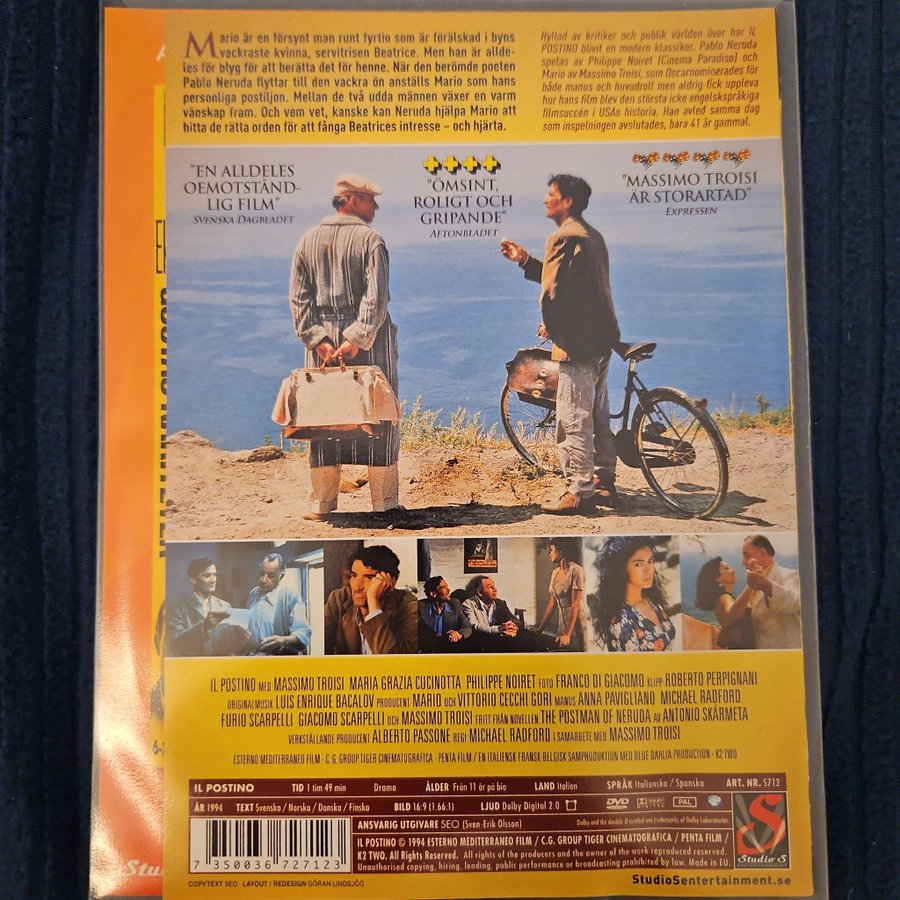 Mario är en försynt man runt fyrtio som är förälskad i byns
vackraste kvinna, servitrisen Beatrice. Men han är allde-
les för blyg för att berätta det för henne. När den berömde poeten
Pablo Neruda flyttar till den vackra ön anställs Mario som hans
personliga postiljon. Mellan de två udda männen växer en varm
vänskap fram. Och vem vet, kanske kan Neruda hjälpa Mario att
hitta de rätta orden för att fånga Beatrices intresse – och hjärta.
Hyllad av kritiker och publik världen över har IL
POSTINO blivit en modern klassiker. Pablo Neruda
spelas av Philippe Noiret (Cinema Paradiso) och
Mario av Massimo Troisi, som Oscarnominerades för
både manus och huvudroll men aldrig fick uppleva
hur hans film blev den största icke engelskspråkiga
filmsuccén i USAs historia. Han avled samma dag
som inspelningen avslutades, bara 41 år gammal.
"EN ALLDELES
OEMOTSTÅND-
LIG FILM"
SVENSKA DAGBLADET
"ÖMSINT,
ROLIGT OCH
GRIPANDE"
AFTONBLADET
"MASSIMO TROISI
ÄR STORARTAD"
EXPRESSEN
IL POSTINO MED MASSIMO TROISI MARIA GRAZIA CUCINOTTA PHILIPPE NOIRET FOTO FRANCO DI GIACOMO KLIPP ROBERTO PERPIGNANI
ORIGINALMUSIK LUIS ENRIQUE BACALOV PRODUCENT MARIO OCH VITTORIO CECCHI GORI MANUS ANNA PAVIGLIANO MICHAEL RADFORD
FURIO SCARPELLI GIACOMO SCARPELLI OCH MASSIMO TROISI FRITT FRÅN NOVELLEN THE POSTMAN OF NERUDA AV ANTONIO SKÁRMETA
VERKSTÄLLANDE PRODUCENT ALBERTO PASSONE REGI MICHAEL RADFORD I SAMARBETE MED MASSIMO TROISI
ESTERNO MEDITERRANEO FILM - C. G. GROUP TIGER CINEMATOGRAFICA - PENTA FILM / EN ITALIENSK-FRANSK-BELGISK SAMPRODUKTION MED BLUE DAHLIA PRODUCTION - K2 TWO
IL POSTINO TID 1 tim 49 min Drama ÅLDER Från 11 år på bio LAND Italien SPRÅK Italienska / Spanska ART. NR. S712
ÅR 1994 TEXT Svenska / Norska / Danska / Finska BILD 16:9 (1.66:1) LJUD Dolby Digital 2.0 DVD PAL
ANSVARIG UTGIVARE SEO (Sven-Erik Olsson)
Dolby and the double d symbol are trademarks of Dolby Laboratories.
IL POSTINO © 1994 ESTERNO MEDITERRANEO FILM / C.G. GROUP TIGER CINEMATOGRAFICA / PENTA FILM /
K2 TWO. All Rights Reserved. All rights of the producers and the owner of the work reproduced reserved.
Unauthorised copying, hiring, lending, public performance or broadcasting prohibited by law. Made in EU.
7 350036 727123
Studio S
ENTERTAINMENT
COPYTEXT SEO LAYOUT / REDESIGN GÖRAN LINDSJÖÖ
StudioSentertainment.se